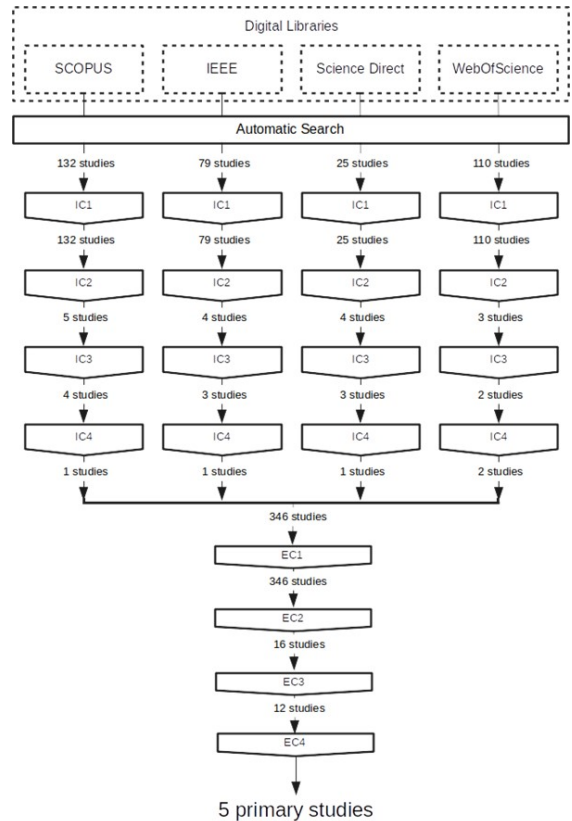 Digital Libraries
SCOPUS IEEE Science Direct WebOfScience
Automatic Search
132 studies 79 studies 25 studies 110 studies
IC1 IC1 IC1 IC1
132 studies 79 studies 25 studies 110 studies
IC2 IC2 IC2 IC2
5 studies 4 studies 4 studies 3 studies
IC3 IC3 IC3 IC3
4 studies 3 studies 3 studies 2 studies
IC4 IC4 IC4 IC4
1 studies 1 studies 1 studies 2 studies
346 studies
EC1
346 studies
EC2
16 studies
EC3
12 studies
EC4
5 primary studies